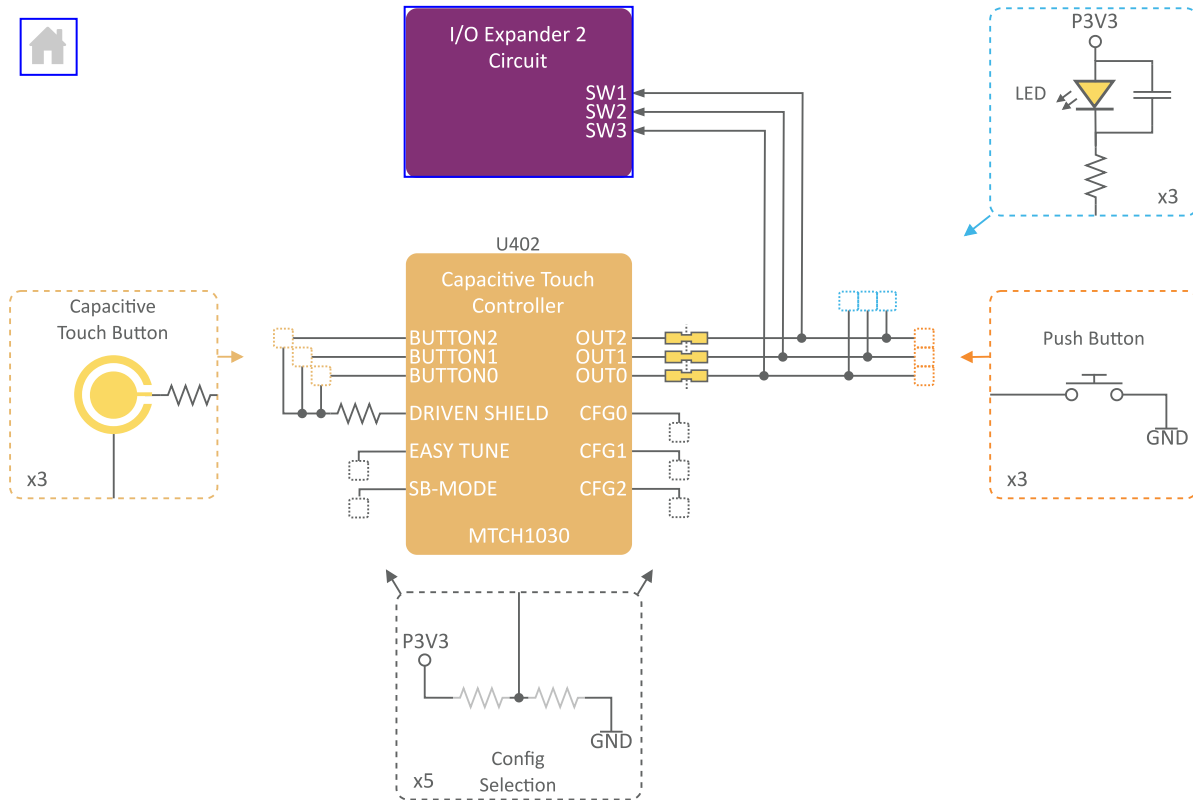 I/O Expander 2
Circuit
SW1
SW2
SW3
P3V3
LED
x3
U402
Capacitive Touch
Controller
BUTTON2
BUTTON1
BUTTON0
DRIVEN SHIELD
EASY TUNE
SB-MODE
OUT2
OUT1
OUT0
CFG0
CFG1
CFG2
MTCH1030
Capacitive
Touch Button
x3
Push Button
GND
x3
P3V3
GND
Config
Selection
x5